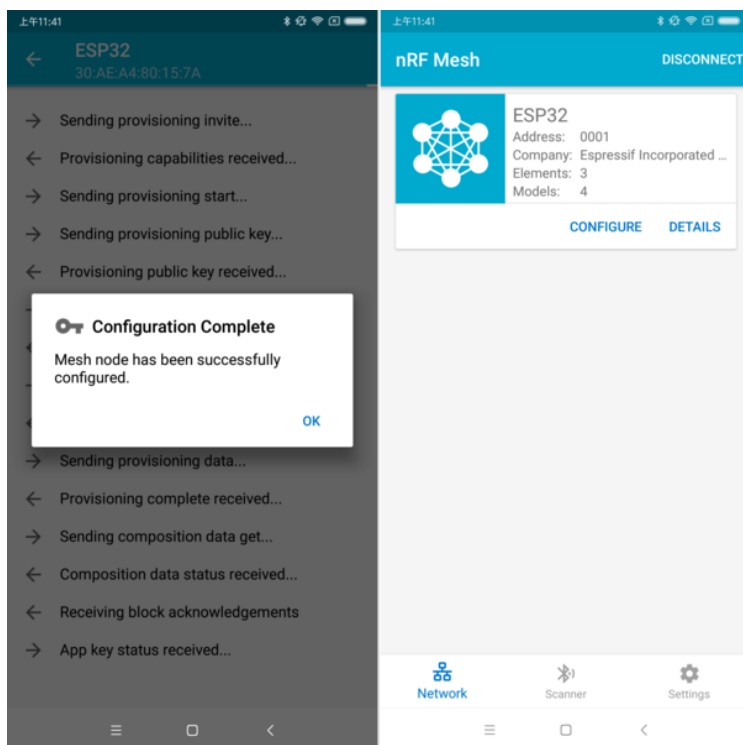 上午11:41
ESP32
30:AE:A4:80:15:7A
Sending provisioning invite...
Provisioning capabilities received...
Sending provisioning start...
Sending provisioning public key...
Provisioning public key received...
Configuration Complete
Mesh node has been successfully
configured.
OK
Sending provisioning data...
Provisioning complete received...
Sending composition data get...
Composition data status received...
Receiving block acknowledgements
App key status received...
上午11:41
nRF Mesh
DISCONNECT
ESP32
Address: 0001
Company: Espressif Incorporated ...
Elements: 3
Models: 4
CONFIGURE DETAILS
Network Scanner Settings